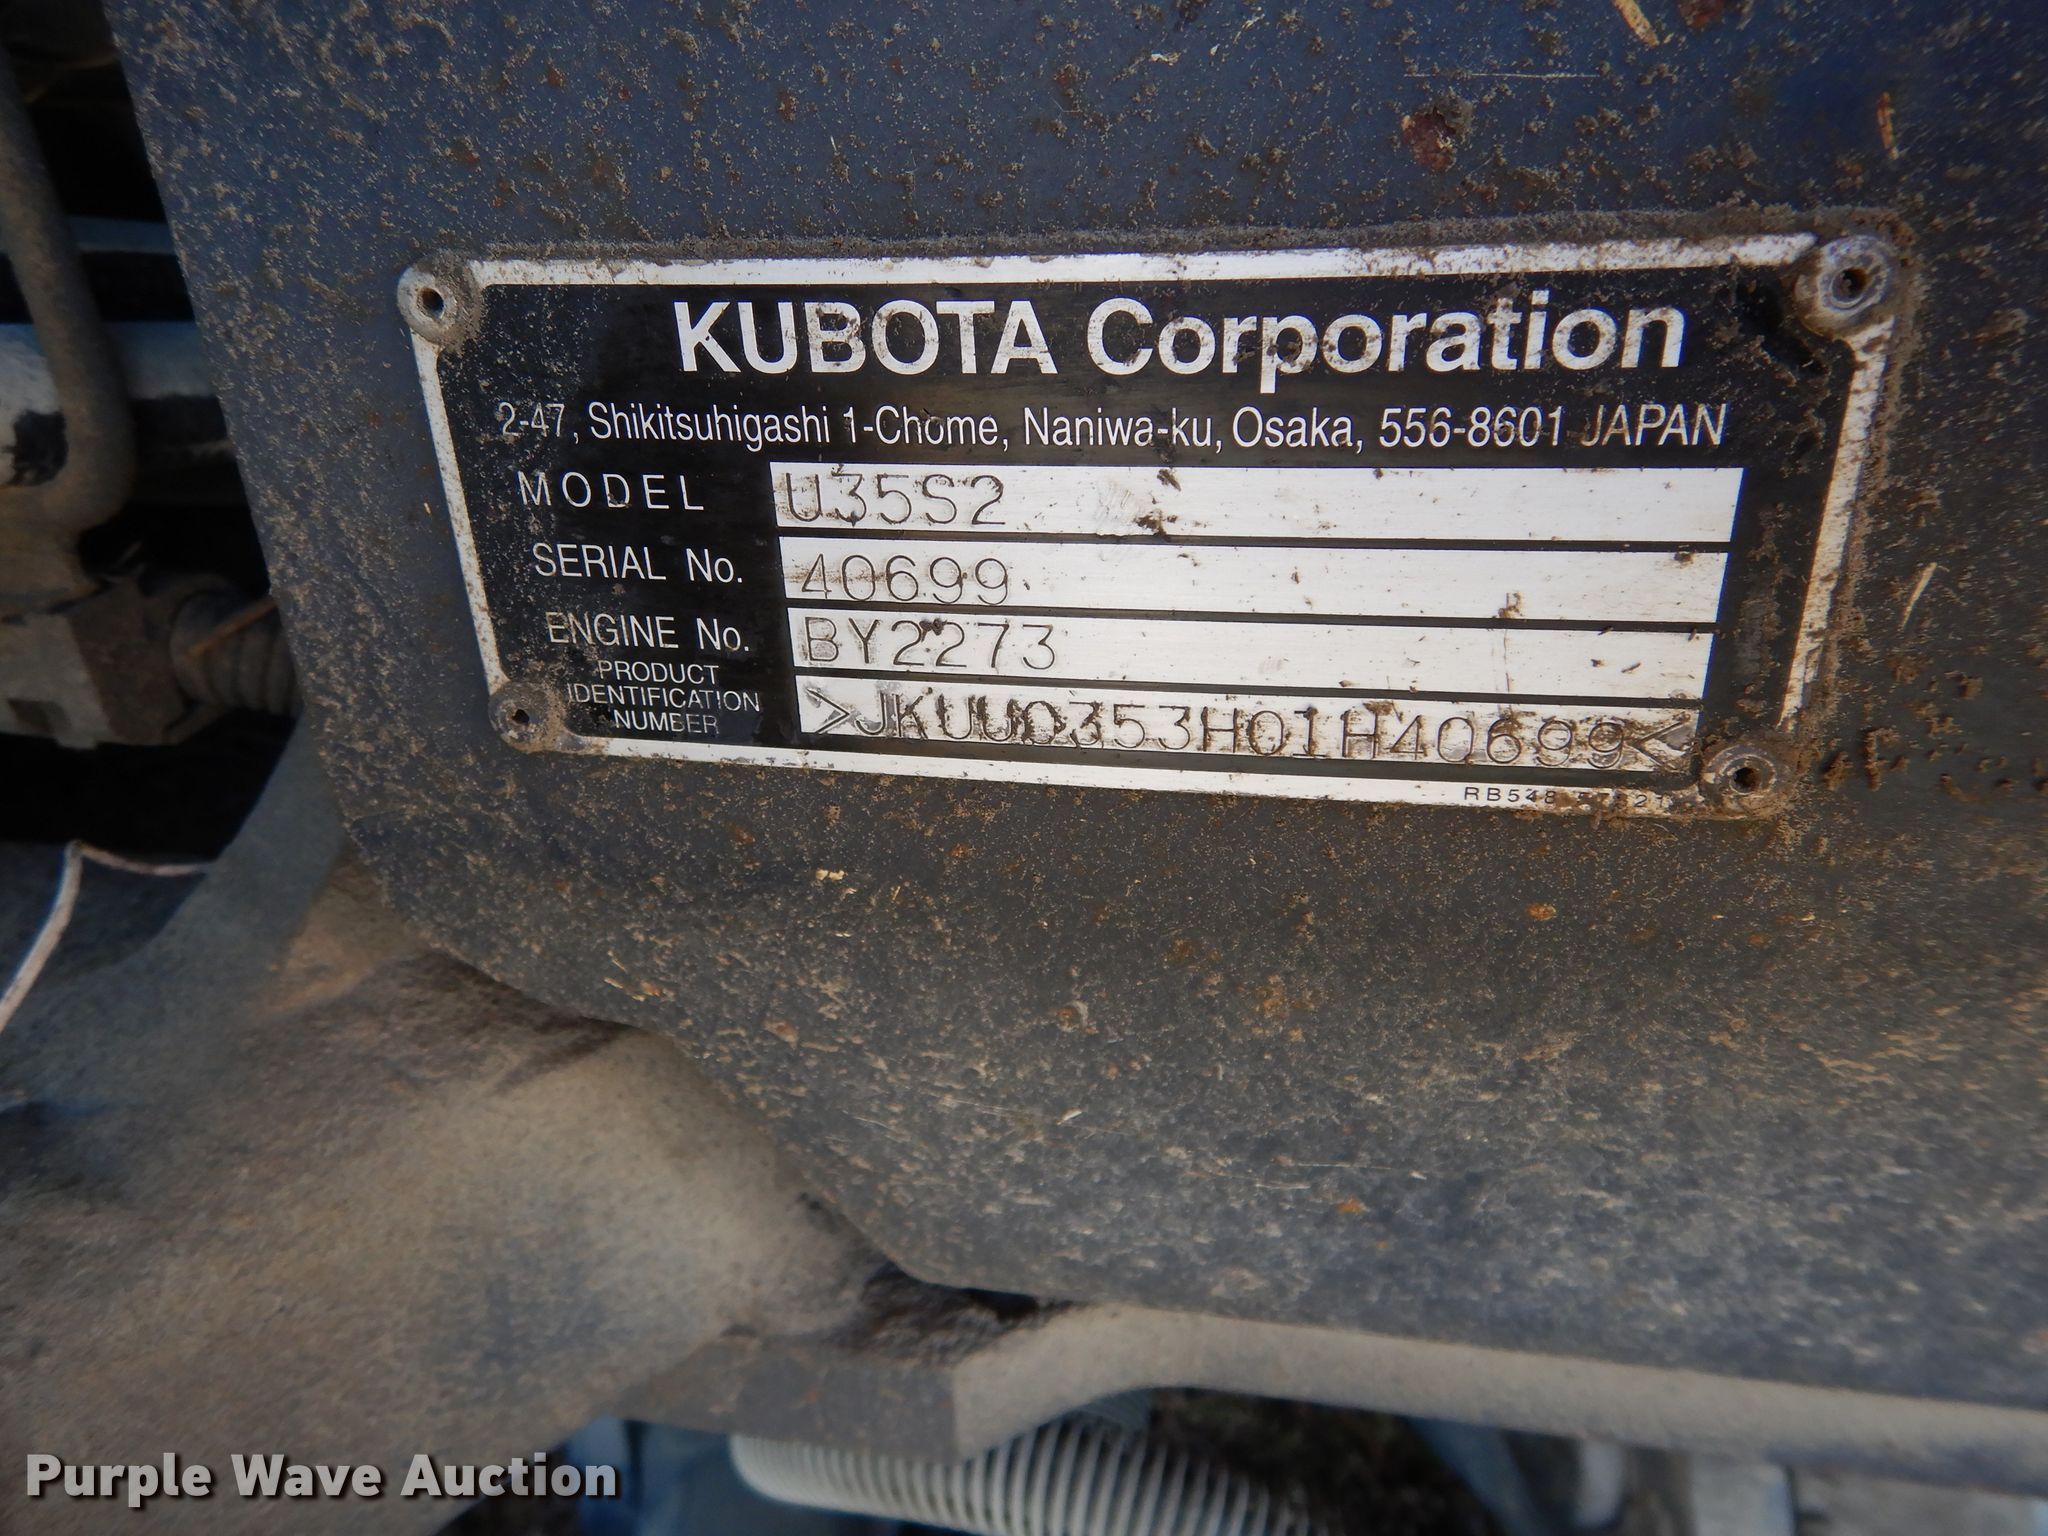 KUBOTA Corporation
2-47, Shikitsuhigashi 1-Chome, Naniwa-ku, Osaka, 556-8601 JAPAN
MODEL U35S2
SERIAL No. 40699
ENGINE No. BY2273
PRODUCT
IDENTIFICATION
NUMBER
>JKUU0353H01H40699<
Purple Wave Auction